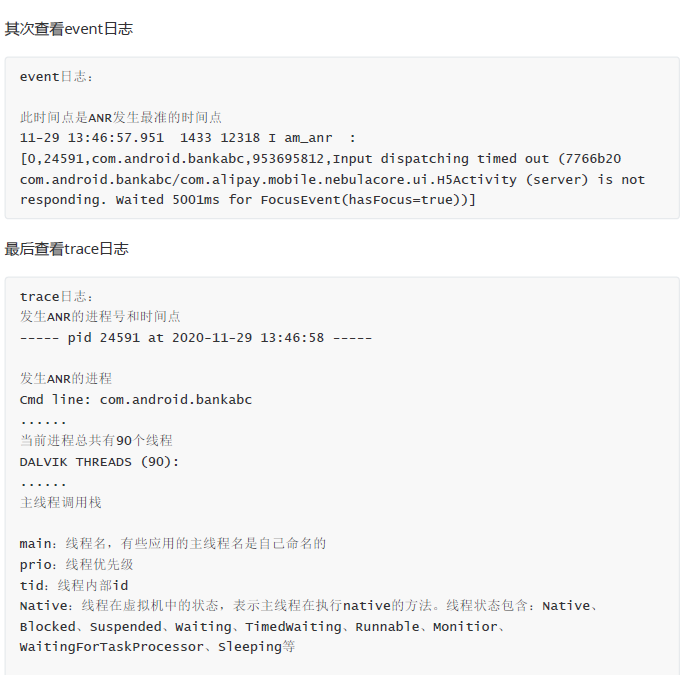 其次查看event日志
event日志：
此时间点是ANR发生最准的时间点
11-29 13:46:57.951  1433 12318 I am_anr  :
[0,24591,com.android.bankabc,953695812,Input dispatching timed out (7766b20
com.android.bankabc/com.alipay.mobile.nebulacore.ui.H5Activity (server) is not
responding. Waited 5001ms for FocusEvent(hasFocus=true))]
最后查看trace日志
trace日志：
发生ANR的进程号和时间点
----- pid 24591 at 2020-11-29 13:46:58 -----
发生ANR的进程
Cmd line: com.android.bankabc
......
当前进程总共有90个线程
DALVIK THREADS (90):
......
主线程调用栈
main：线程名，有些应用的主线程名是自己命名的
prio：线程优先级
tid：线程内部id
Native：线程在虚拟机中的状态，表示主线程在执行native的方法。线程状态包含：Native、
Blocked、Suspended、Waiting、TimedWaiting、Runnable、Monitior、
WaitingForTaskProcessor、Sleeping等